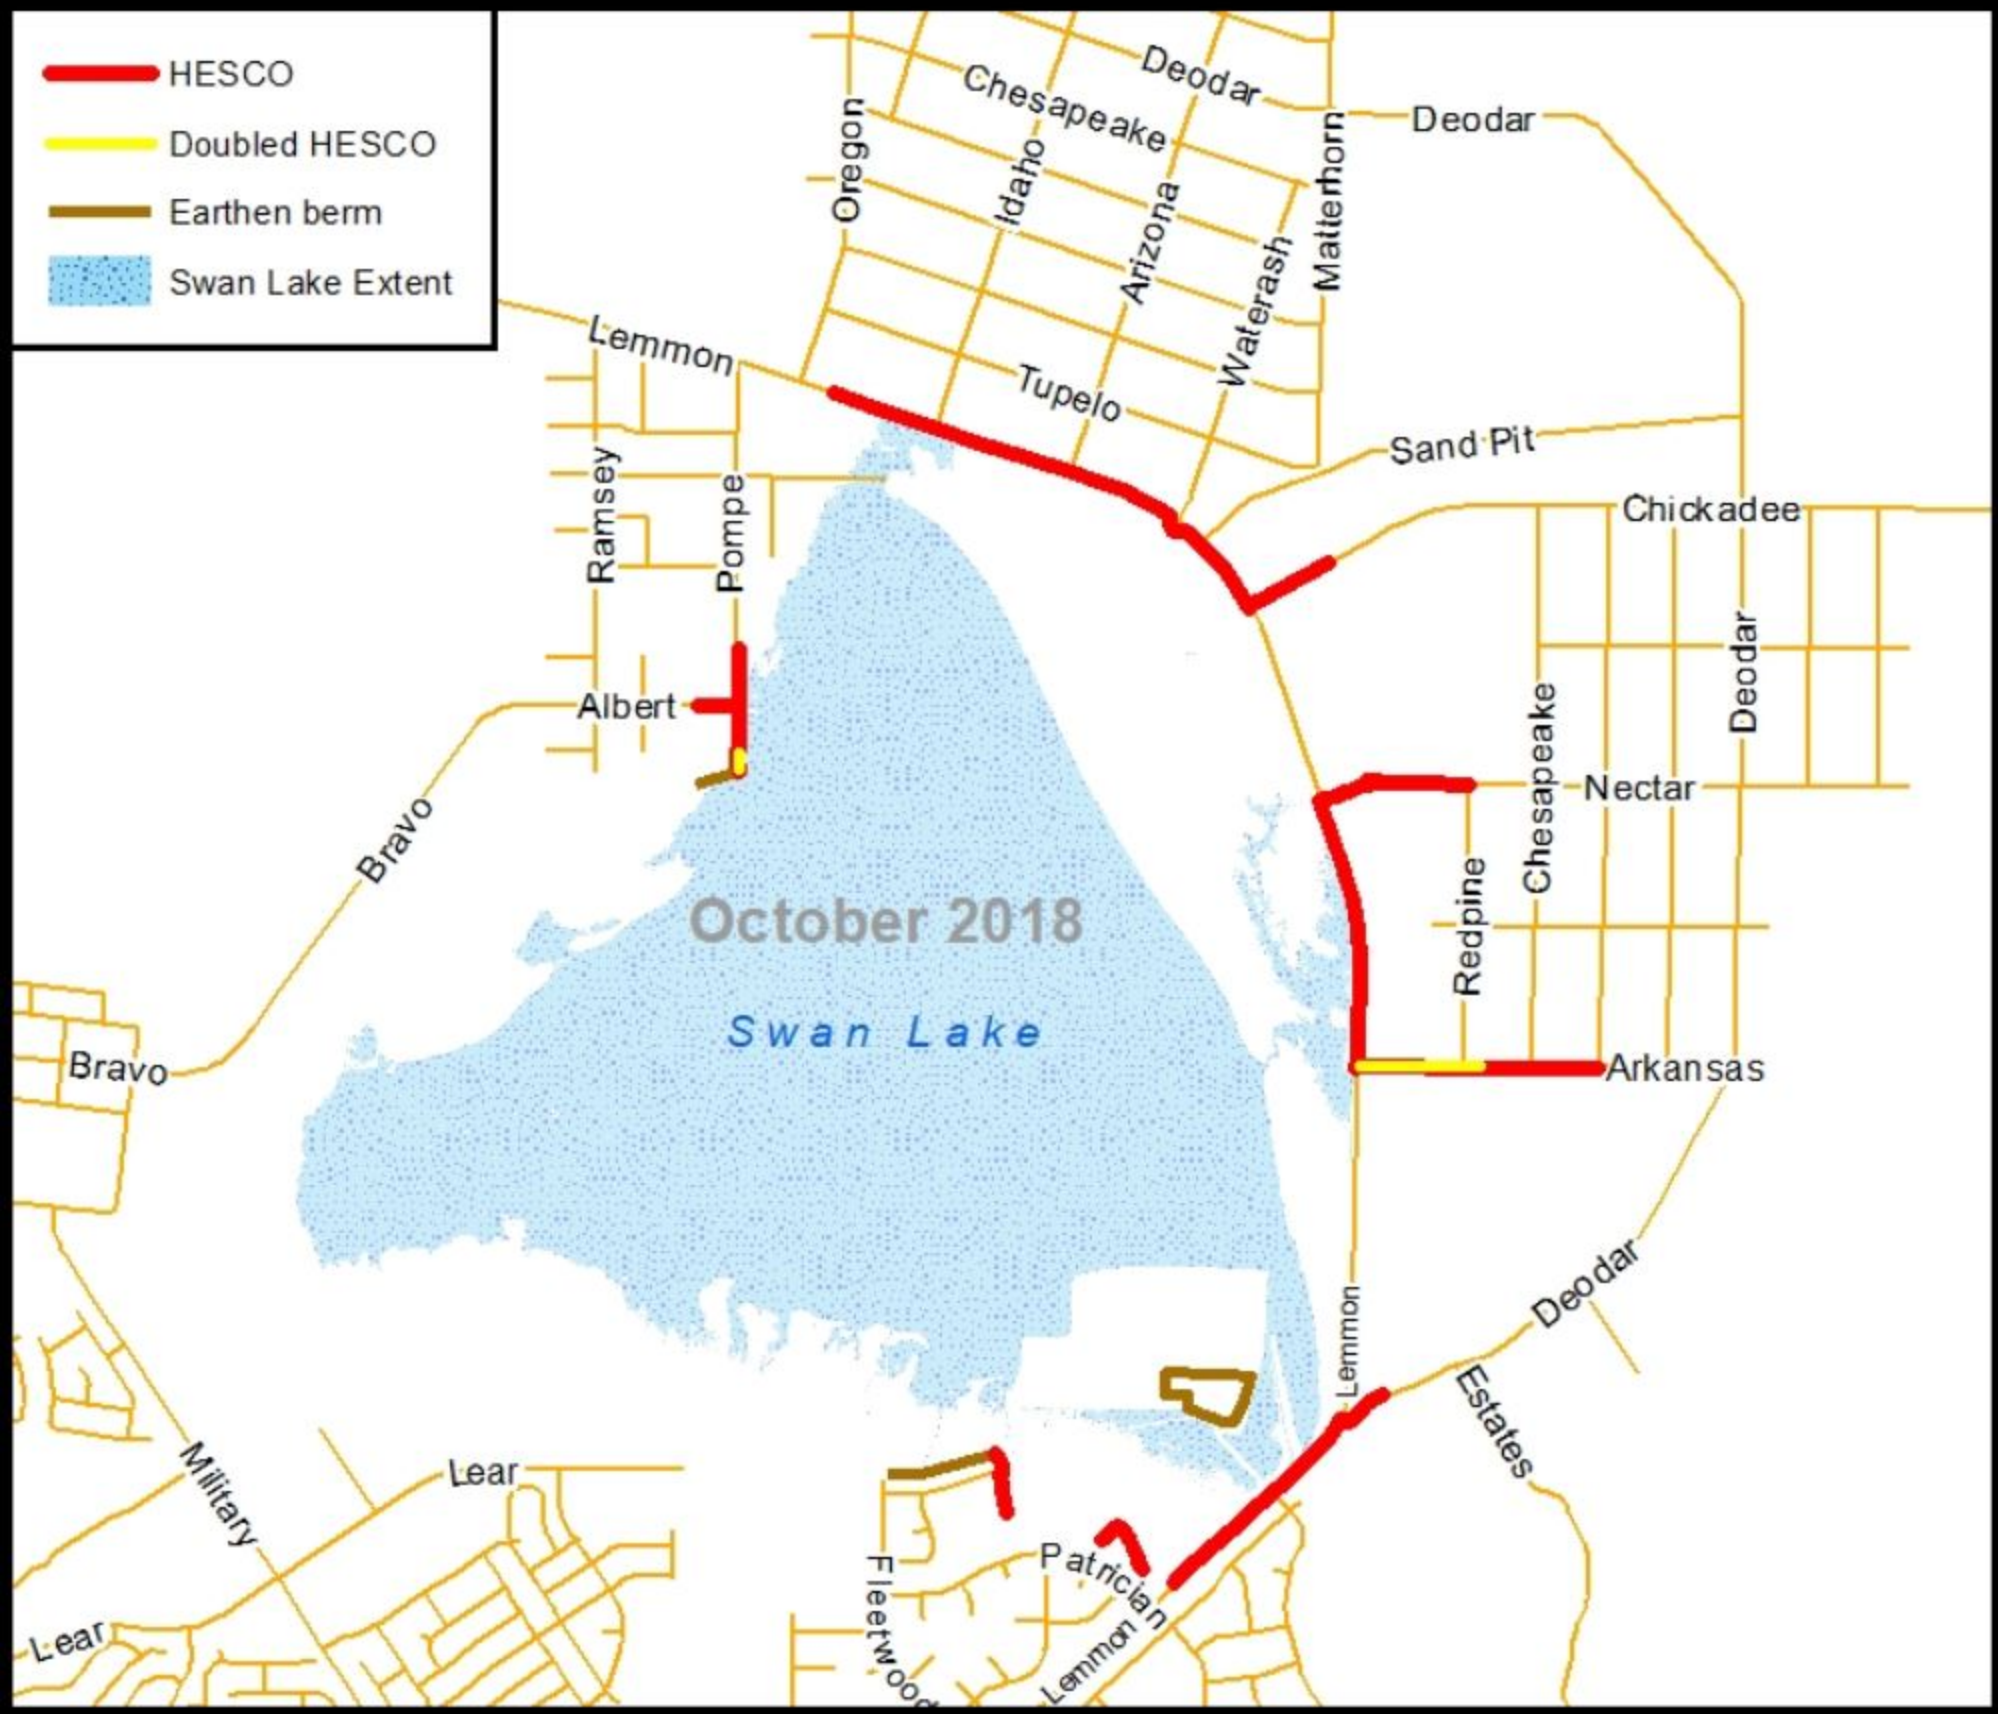 HESCO
Doubled HESCO
Earthen berm
Swan Lake Extent
Deodar
Chesapeake
Deodar
Oregon
Idaho
Matterhorn
Arizona
Waterash
Lemmon
Tupelo
Sand Pit
Ramsey
Pompe
Chickadee
Deodar
Albert
Chesapeake
Nectar
Bravo
Redpine
October 2018
Swan Lake
Bravo
Arkansas
Deodar
Lemmon
Estates
Military
Lear
Patrician
Fleetwood
Lear
Lemmon